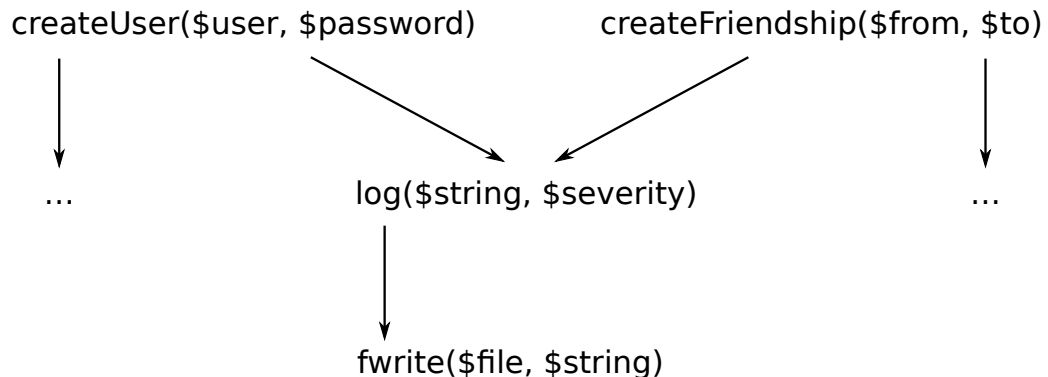 createUser($user, $password)
createFriendship($from, $to)
...
log($string, $severity)
...
fwrite($file, $string)